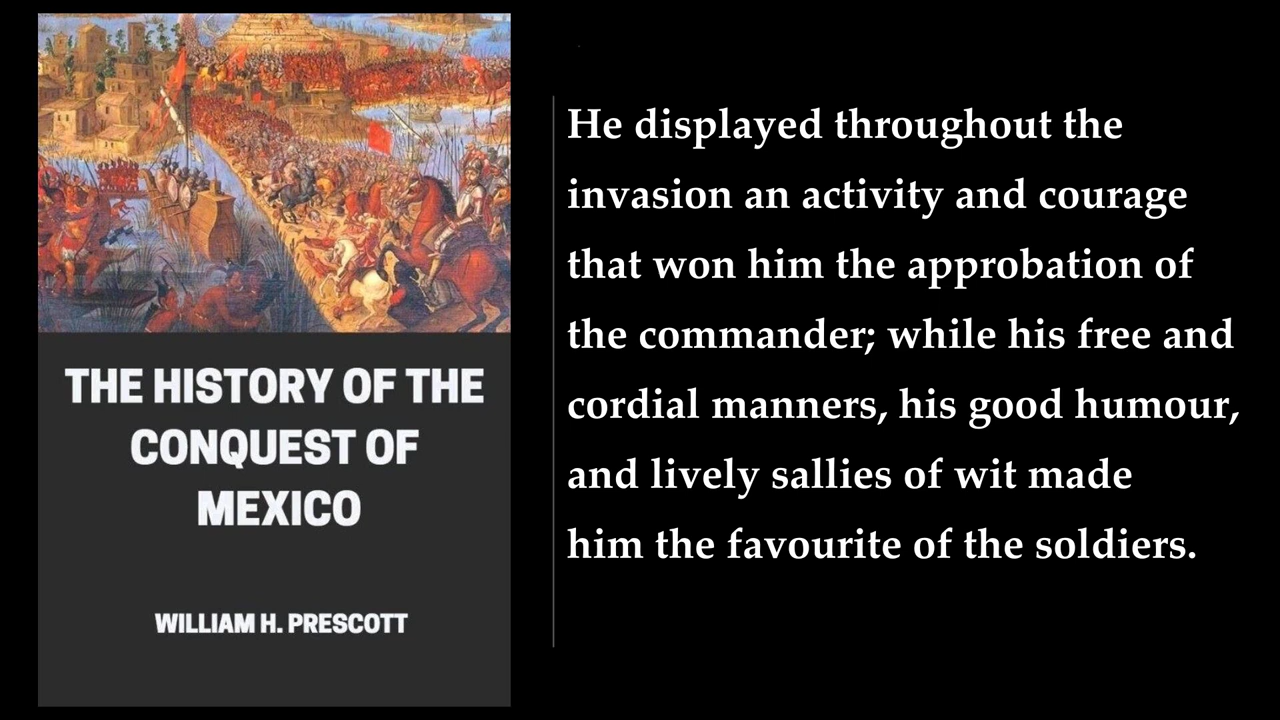 THE HISTORY OF THE
CONQUEST OF
MEXICO
WILLIAM H. PRESCOTT
He displayed throughout the
invasion an activity and courage
that won him the approbation of
the commander; while his free and
cordial manners, his good humour,
and lively sallies of wit made
him the favourite of the soldiers.